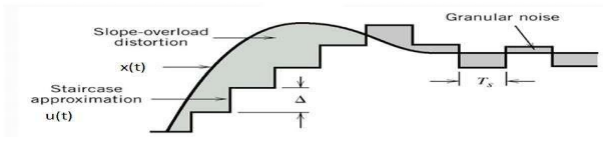 Granular noise
Slope-overload
distortion
x(t)
Staircase
approximation
u(t)
Δ
Ts